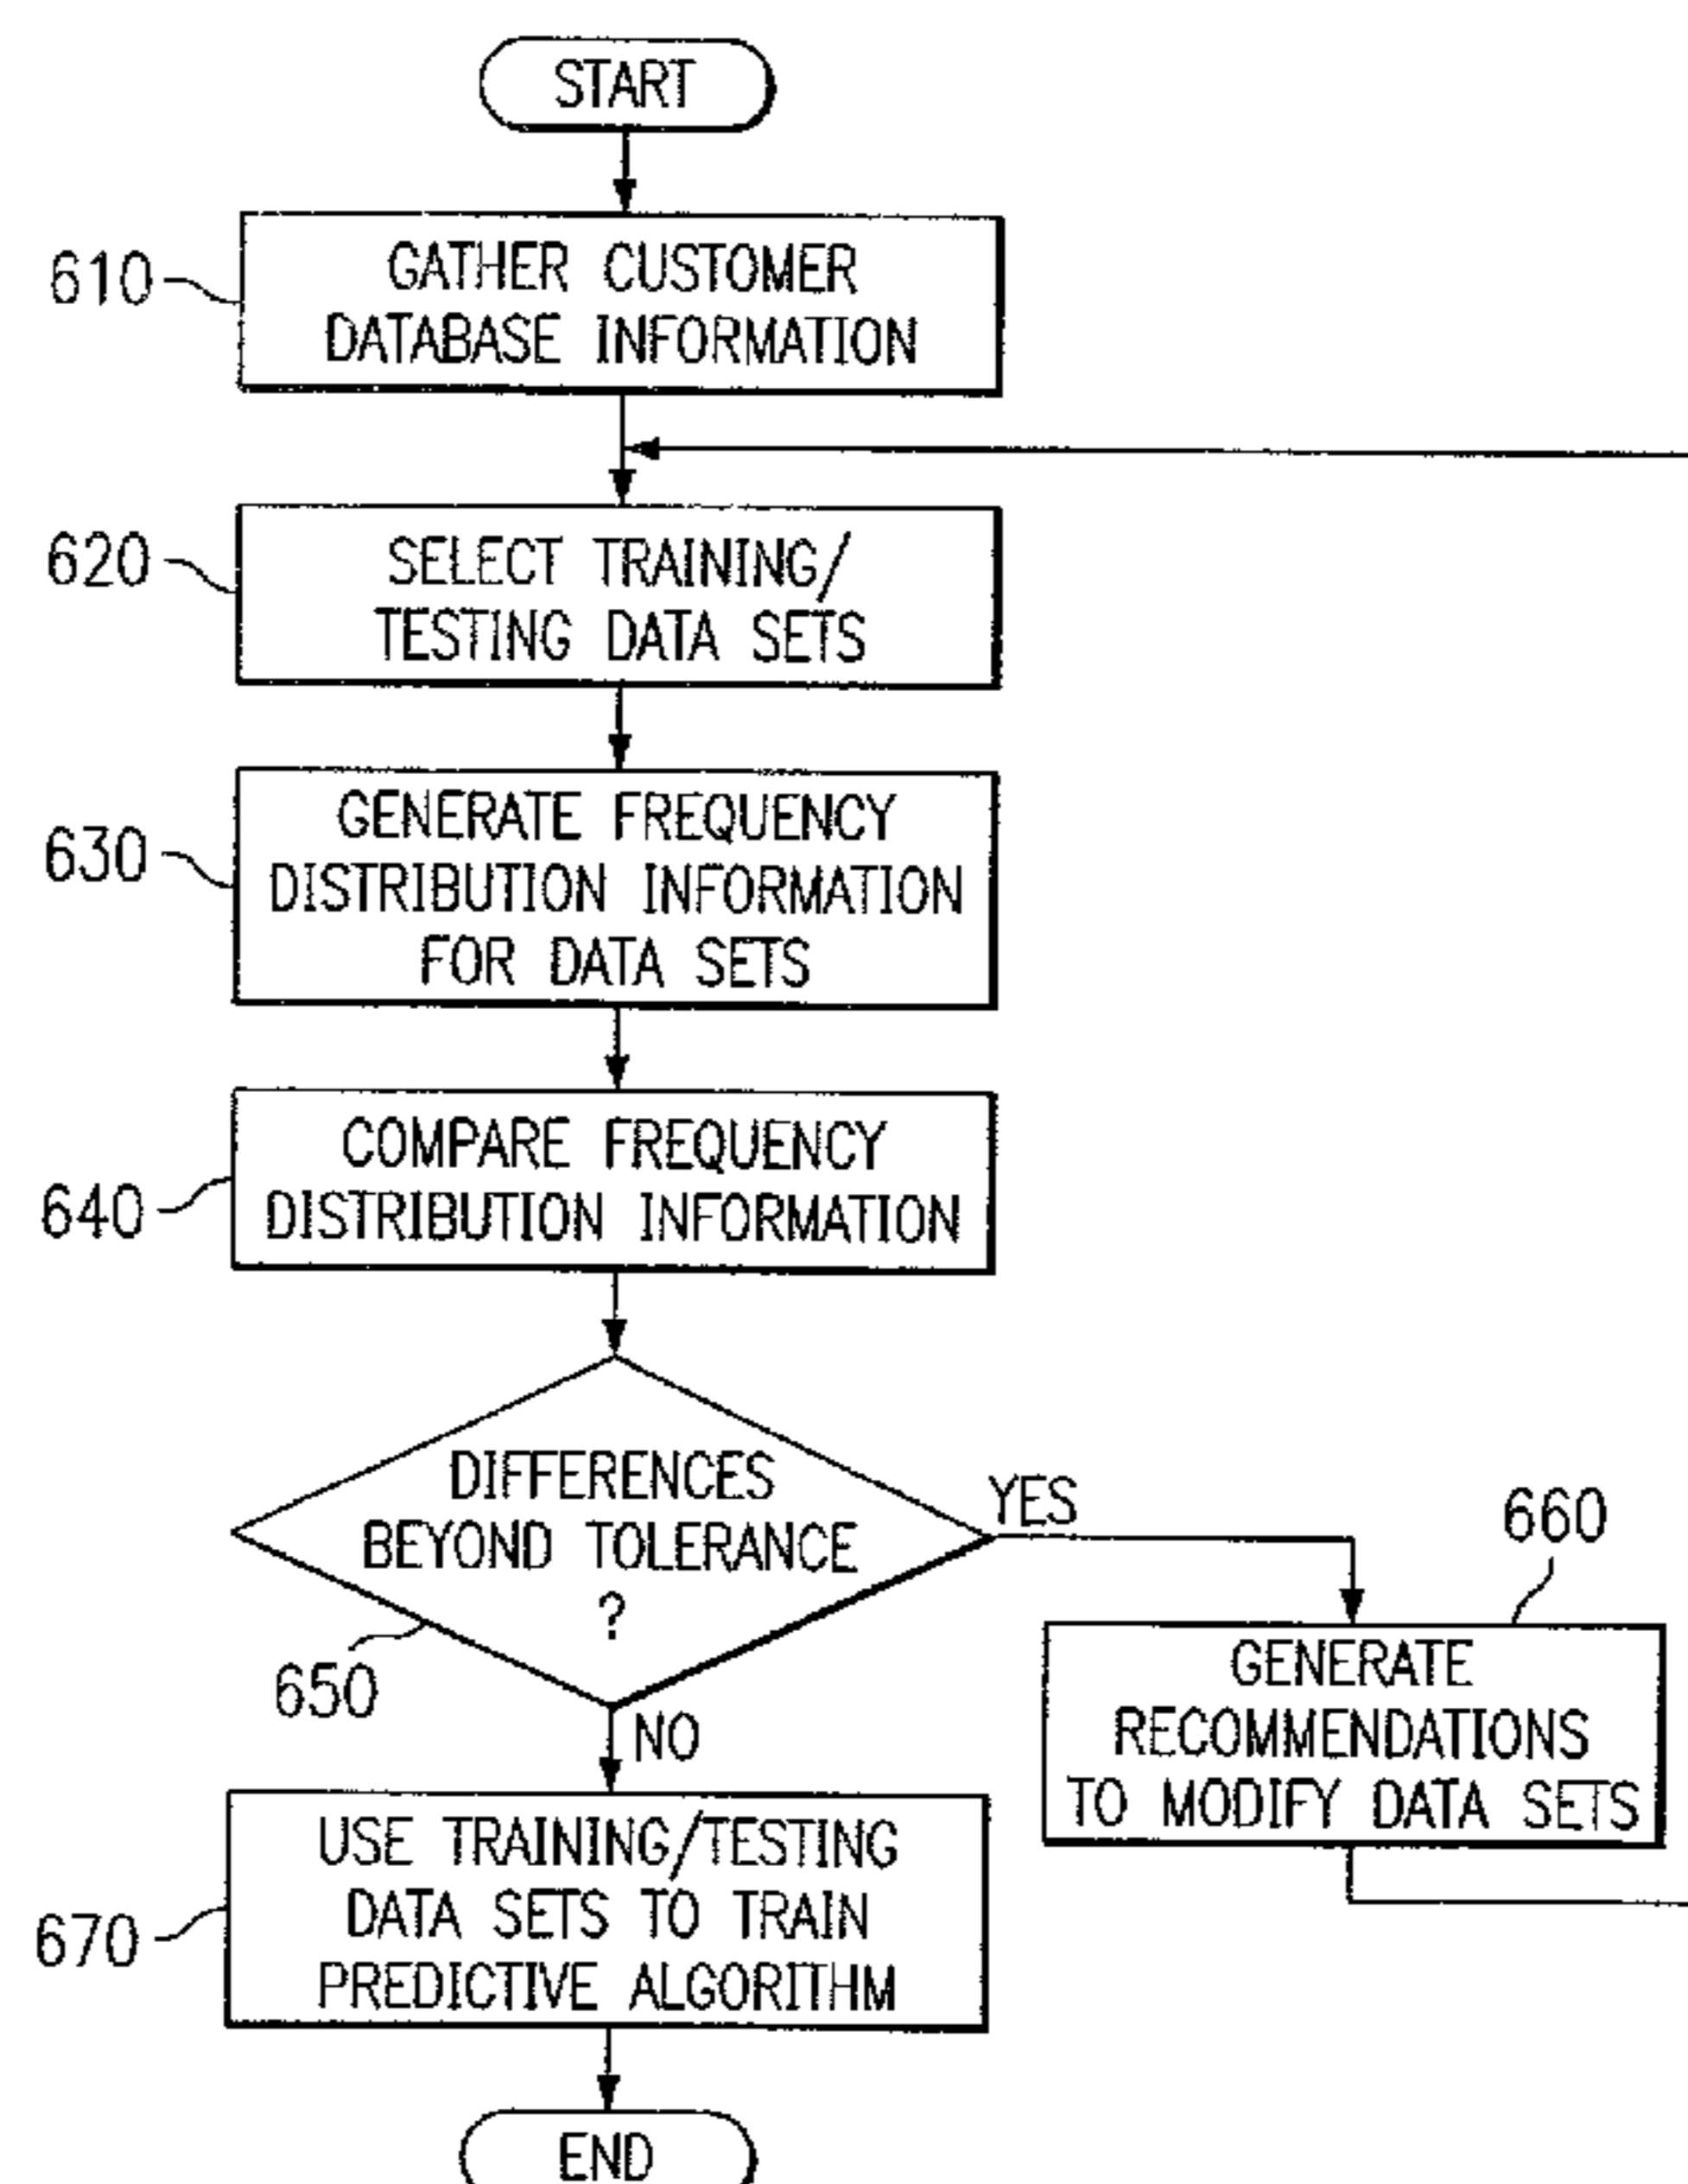 START
610
GATHER CUSTOMER
DATABASE INFORMATION
620
SELECT TRAINING/
TESTING DATA SETS
630
GENERATE FREQUENCY
DISTRIBUTION INFORMATION
FOR DATA SETS
640
COMPARE FREQUENCY
DISTRIBUTION INFORMATION
DIFFERENCES
BEYOND TOLERANCE
?
650
YES
NO
660
GENERATE
RECOMMENDATIONS
TO MODIFY DATA SETS
670
USE TRAINING/TESTING
DATA SETS TO TRAIN
PREDICTIVE ALGORITHM
END